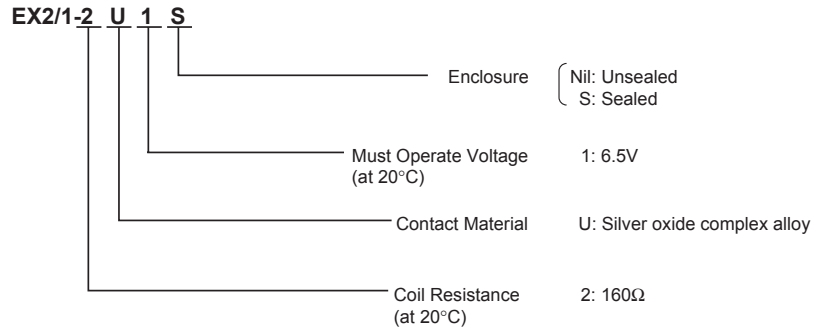 EX2/1-2 U 1 S
Enclosure Nil: Unsealed
S: Sealed
Must Operate Voltage 1: 6.5V
(at 20°C)
Contact Material U: Silver oxide complex alloy
Coil Resistance 2: 160Ω
(at 20°C)